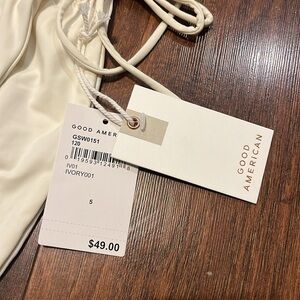 GOOD AMER
GSW0151
120
IV01
IVORY001
5
$49.00
GOOD
AMERICAN